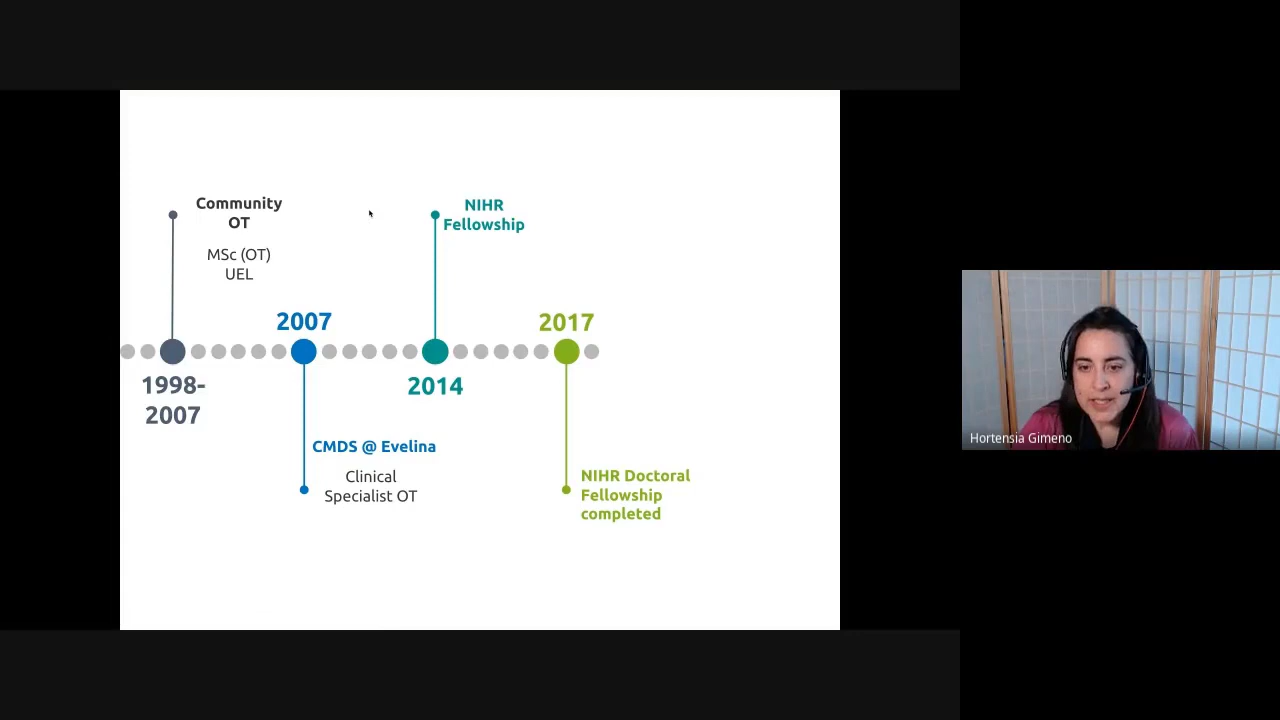 Community
OT
MSc (OT)
UEL
NIHR
Fellowship
2007
2017
1998-
2007
2014
CMDS @ Evelina
Clinical
Specialist OT
NIHR Doctoral
Fellowship
completed
Hortensia Gimeno